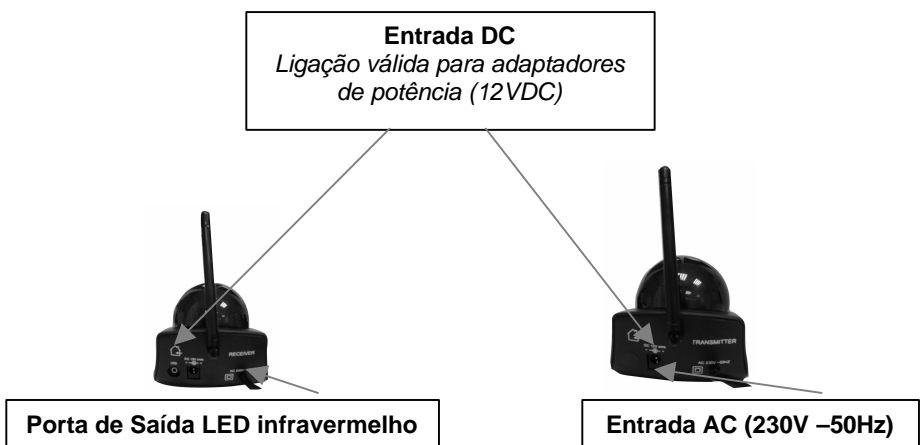 Entrada DC
Ligação válida para adaptadores
de potência (12VDC)
RECEIVER
TRANSMITTER
Porta de Saída LED infravermelho
Entrada AC (230V –50Hz)